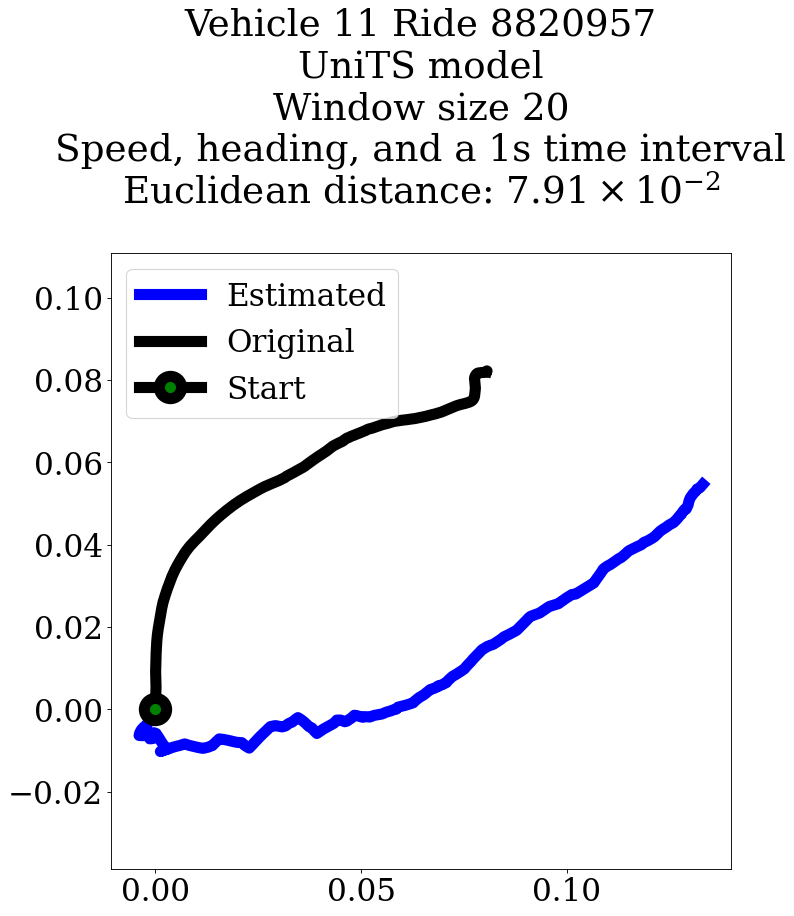 Vehicle 11 Ride 8820957
UniTS model
Window size 20
Speed, heading, and a 1s time interval
Euclidean distance: 7.91 × 10⁻²
Estimated
Original
Start
0.10
0.08
0.06
0.04
0.02
0.00
−0.02
0.00 0.05 0.10